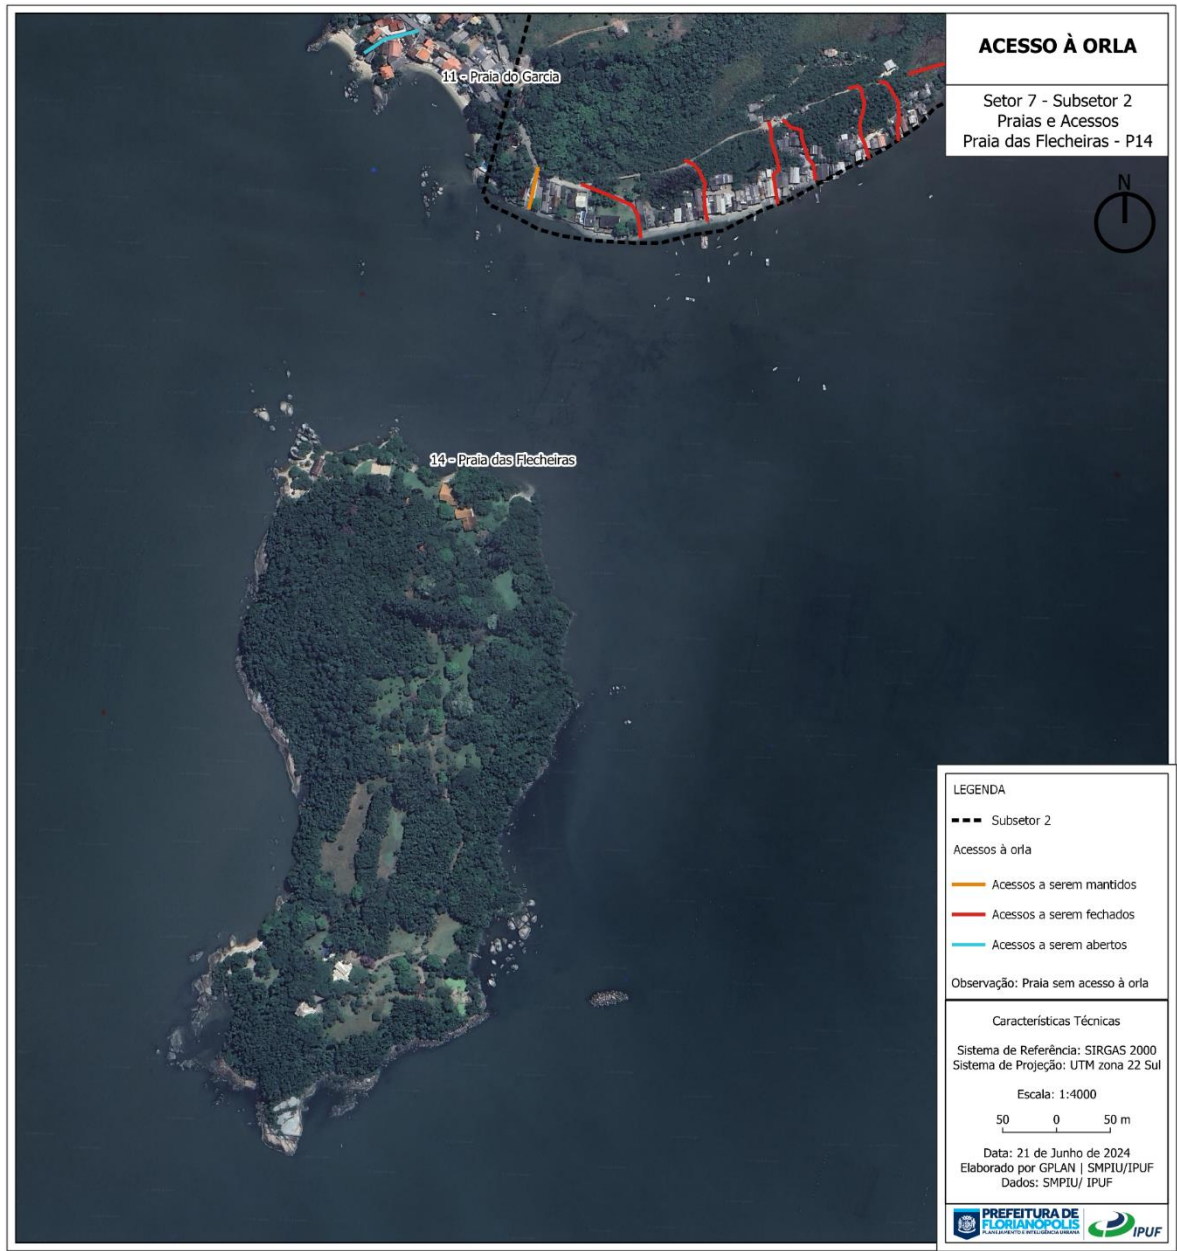 ACESSO À ORLA
Setor 7 - Subsetor 2
Praias e Acessos
Praia das Flecheiras - P14
11 - Praia do Garcia
N
14 - Praia das Flecheiras
LEGENDA
Subsetor 2
Acessos à orla
Acessos a serem mantidos
Acessos a serem fechados
Acessos a serem abertos
Observação: Praia sem acesso à orla
Características Técnicas
Sistema de Referência: SIRGAS 2000
Sistema de Projeção: UTM zona 22 Sul
Escala: 1:4000
50 0 50 m
Data: 21 de Junho de 2024
Elaborado por GPLAN | SMPIU/IPUF
Dados: SMPIU/ IPUF
PREFEITURA DE
FLORIANÓPOLIS
PLANEJAMENTO E INTELIGÊNCIA URBANA
IPUF